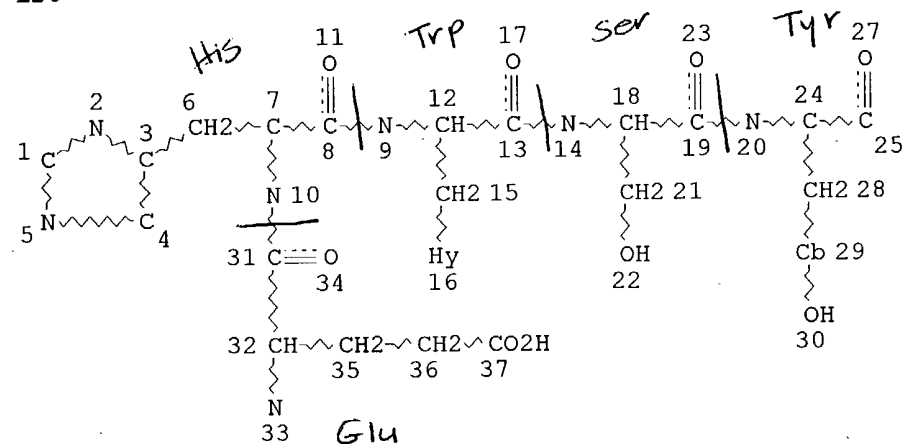 11 17 23 27
His Trp Ser Tyr
O O O O
2 6 7 12 18 24
N CH2 C C N CH C N CH C N C C
1 3 8 9 13 14 19 20 25
C C
N 10 CH2 15 CH2 21 CH2 28
N C
5 4
31 C O Hy OH Cb 29
34 16 22
OH
30
32 CH CH2 CH2 CO2H
35 36 37
N
33 Glu